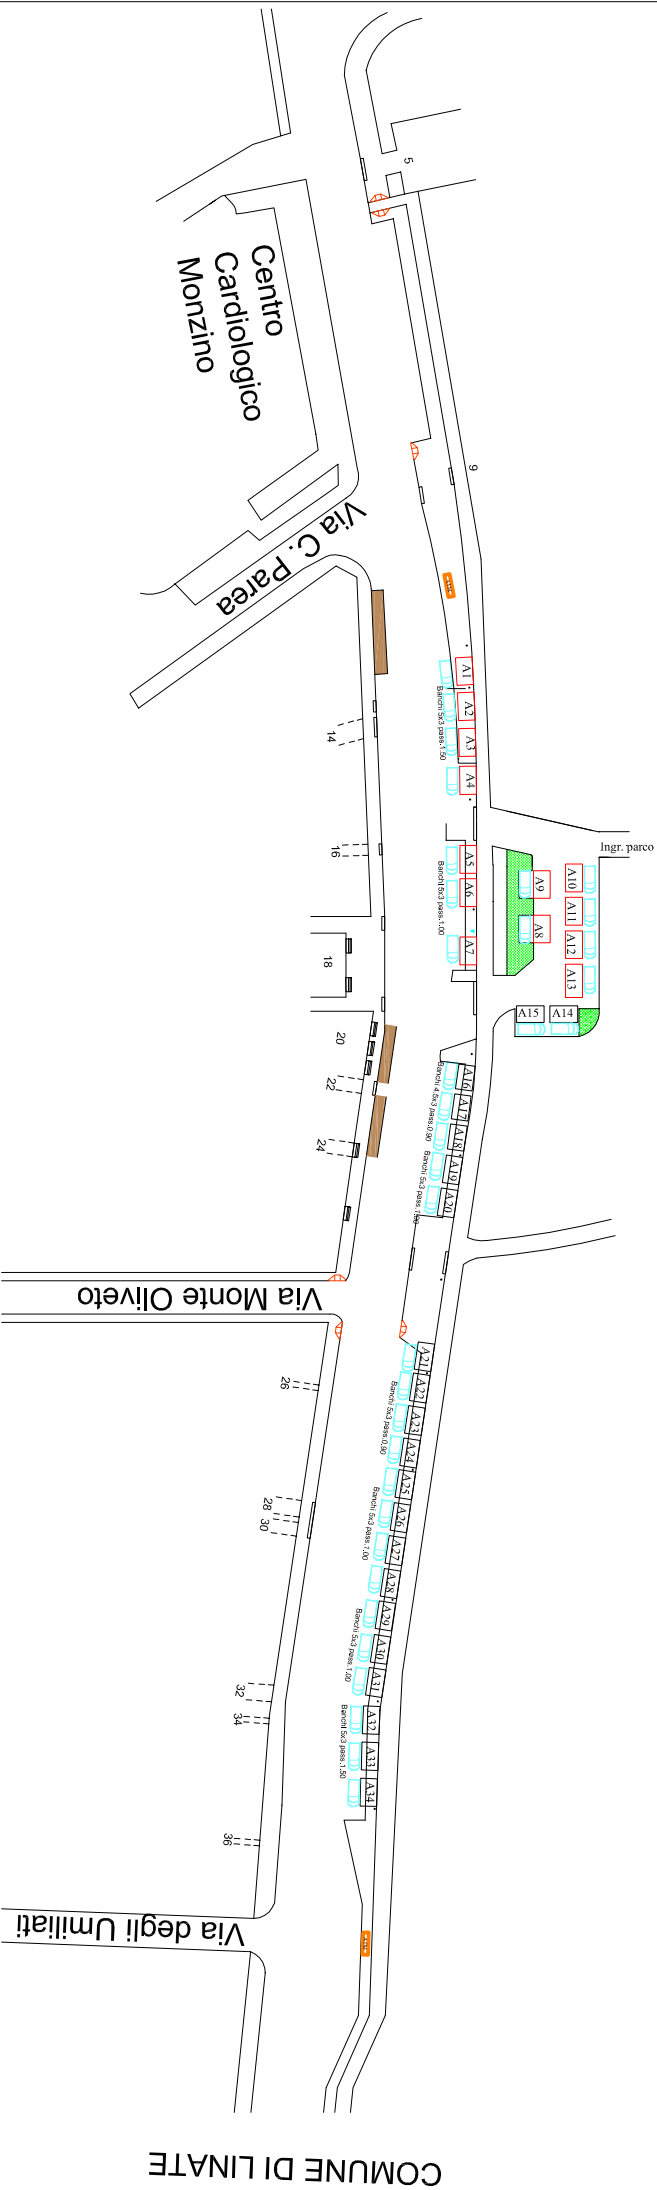 5
Centro
Cardiologico
Monzino
9
Via C. Parea
A1
A2
A3
A4
Banchi 5x3 pass.1.50
14
16
Ingr. parco
A5
A6
A7
Banchi 5x3 pass.1.00
A9
A8
A10
A11
A12
A13
A15
A14
18
20
22
24
A16
A17
A18
A19
A20
Banchi 4.5x3 pass.0.90
Banchi 5x3 pass.1.20
Via Monte Oliveto
26
28
30
32
34
36
A21
A22
A23
A24
A25
A26
A27
A28
A29
A30
A31
A32
A33
A34
Banchi 5x3 pass.0.90
Banchi 5x3 pass.1.00
Banchi 5x3 pass.1.00
Banchi 5x3 pass.1.50
Via degli Umiliati
COMUNE DI LINATE